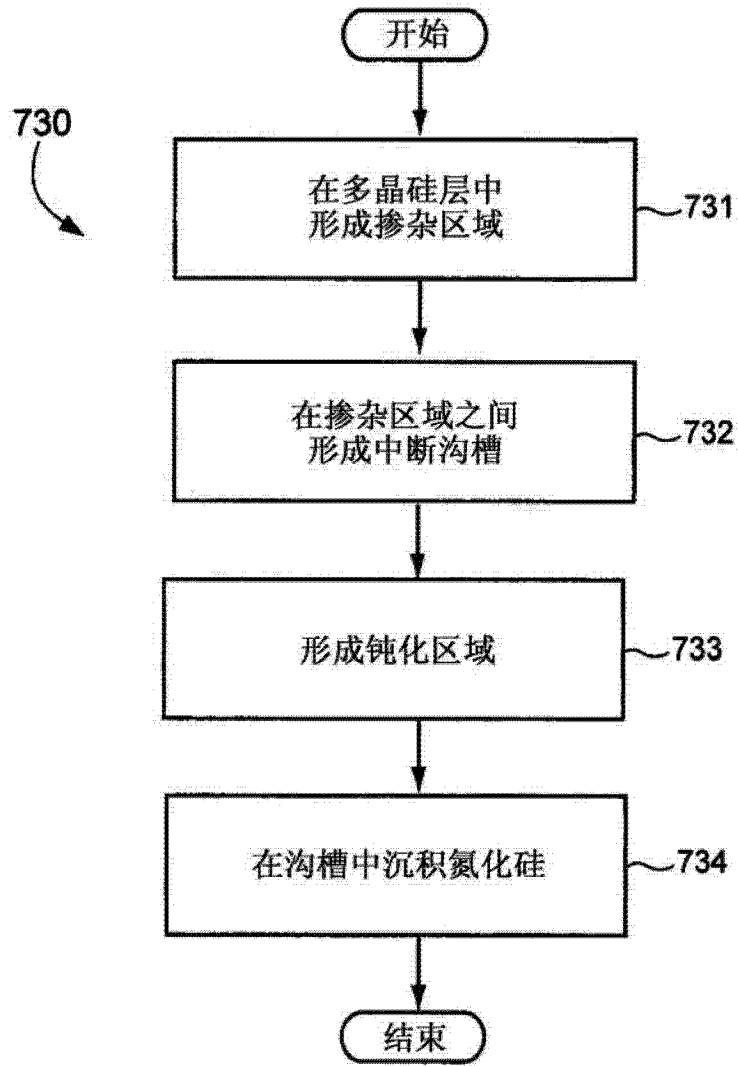 开始
730
在多晶硅层中
形成掺杂区域
731
在掺杂区域之间
形成中断沟槽
732
形成钝化区域
733
在沟槽中沉积氮化硅
734
结束